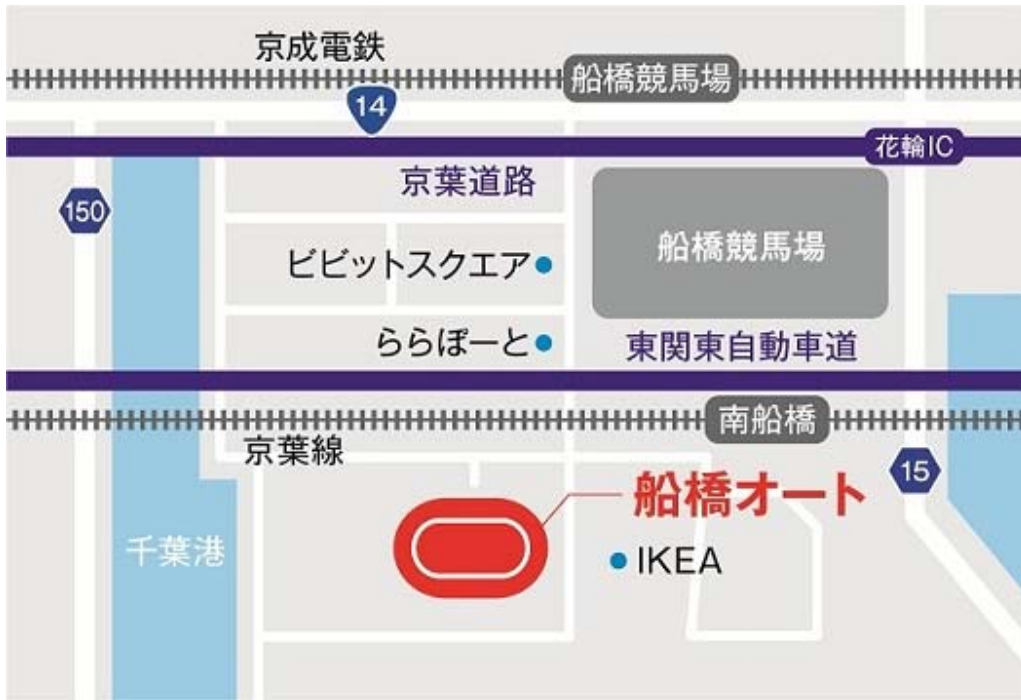 京成電鉄
船橋競馬場
14
花輪IC
京葉道路
150
船橋競馬場
ビビットスクエア
ららぽーと
東関東自動車道
南船橋
京葉線
15
船橋オート
千葉港
IKEA